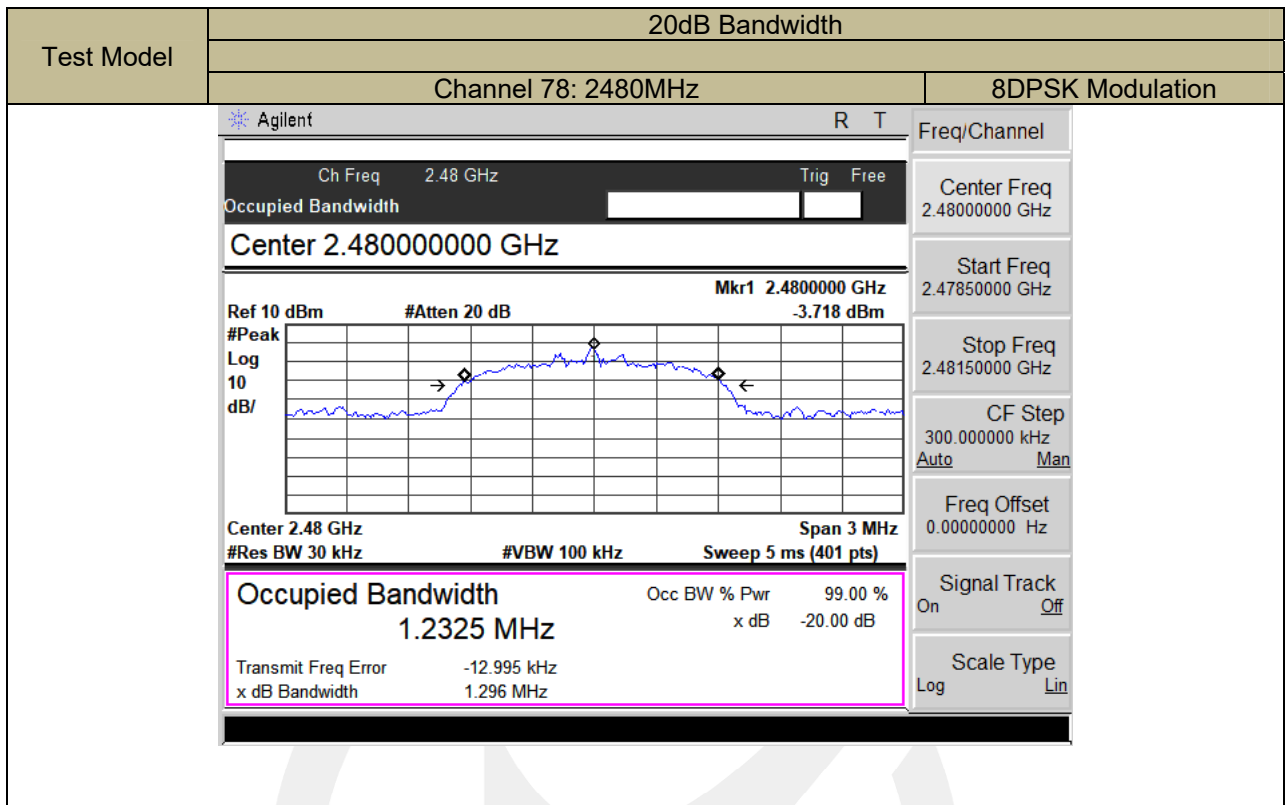 Test Model
20dB Bandwidth
Channel 78: 2480MHz
8DPSK Modulation
Agilent
R T
Freq/Channel
Ch Freq 2.48 GHz
Trig Free
Occupied Bandwidth
Center 2.480000000 GHz
Mkr1 2.4800000 GHz
Ref 10 dBm
#Atten 20 dB
-3.718 dBm
#Peak
Log
10
dB/
Center 2.48 GHz
Span 3 MHz
#Res BW 30 kHz
#VBW 100 kHz
Sweep 5 ms (401 pts)
Occupied Bandwidth
1.2325 MHz
Occ BW % Pwr 99.00 %
x dB -20.00 dB
Transmit Freq Error -12.995 kHz
x dB Bandwidth 1.296 MHz
Center Freq
2.48000000 GHz
Start Freq
2.47850000 GHz
Stop Freq
2.48150000 GHz
CF Step
300.000000 kHz
Auto Man
Freq Offset
0.00000000 Hz
Signal Track
On Off
Scale Type
Log Lin